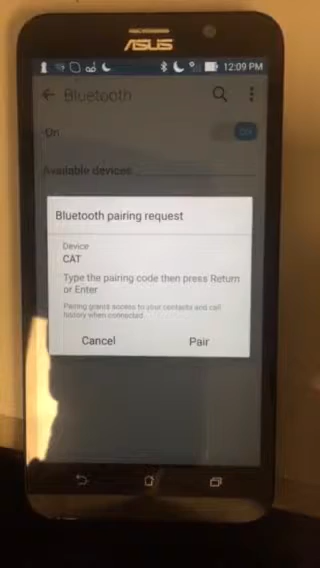 ASUS
12:09 PM
Bluetooth
On
ON
Available devices
Bluetooth pairing request
Device
CAT
Type the pairing code then press Return
or Enter
Pairing grants access to your contacts and call
history when connected.
Cancel
Pair